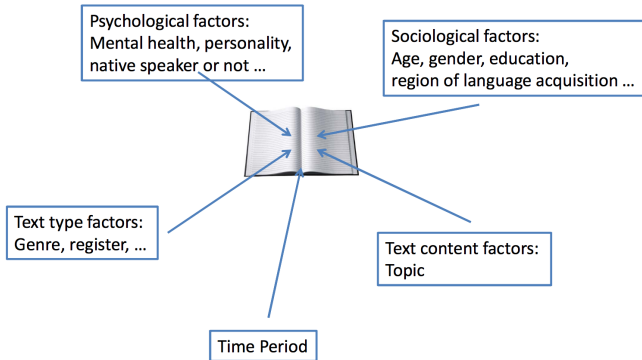 Psychological factors:
Mental health, personality,
native speaker or not ...
Sociological factors:
Age, gender, education,
region of language acquisition ...
Text type factors:
Genre, register, ...
Text content factors:
Topic
Time Period